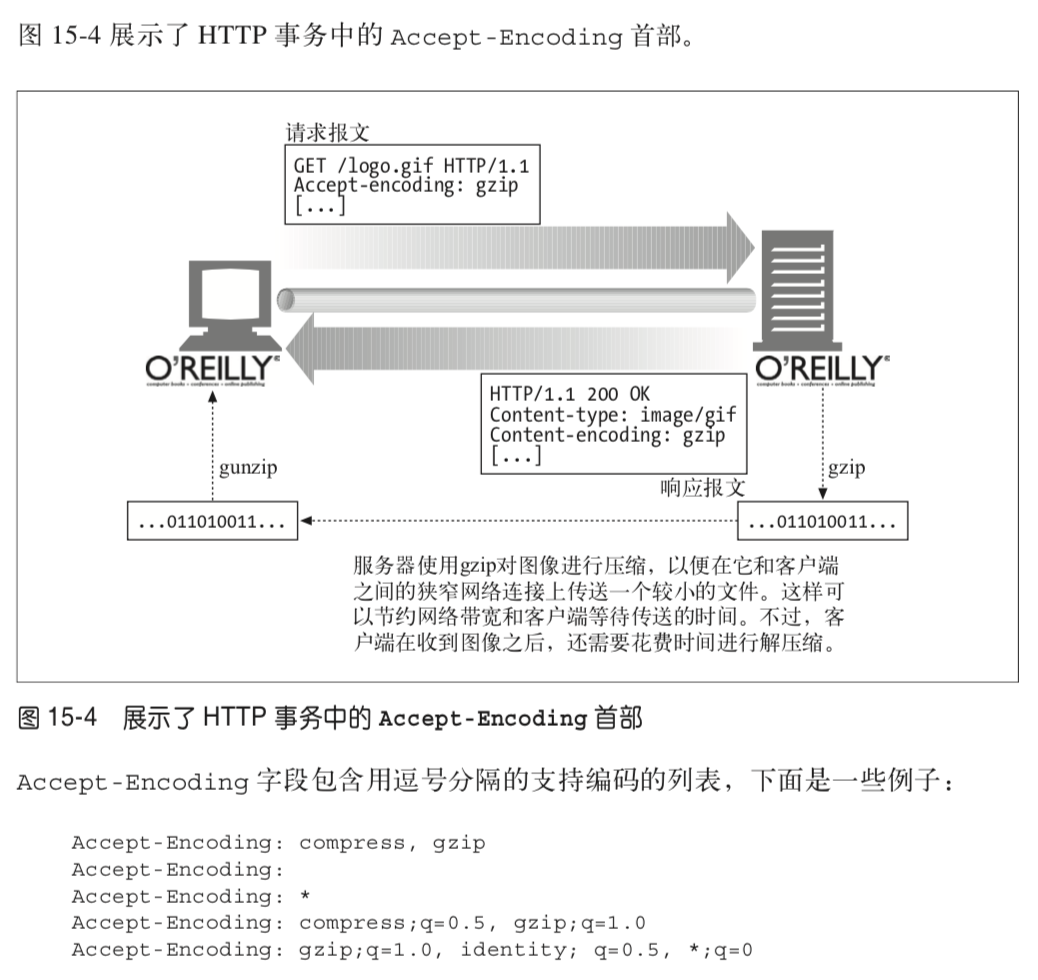 图 15-4 展示了 HTTP 事务中的 Accept-Encoding 首部。
请求报文
GET /logo.gif HTTP/1.1
Accept-encoding: gzip
[...]
O'REILLY®
computer books • conferences • online publishing
O'REILLY®
computer books • conferences • online publishing
HTTP/1.1 200 OK
Content-type: image/gif
Content-encoding: gzip
[...]
响应报文
gunzip
gzip
...011010011...
...011010011...
服务器使用gzip对图像进行压缩，以便在它和客户端
之间的狭窄网络连接上传送一个较小的文件。这样可
以节约网络带宽和客户端等待传送的时间。不过，客
户端在收到图像之后，还需要花费时间进行解压缩。
图 15-4 展示了 HTTP 事务中的 Accept-Encoding 首部
Accept-Encoding 字段包含用逗号分隔的支持编码的列表，下面是一些例子：
Accept-Encoding: compress, gzip
Accept-Encoding:
Accept-Encoding: *
Accept-Encoding: compress;q=0.5, gzip;q=1.0
Accept-Encoding: gzip;q=1.0, identity; q=0.5, *;q=0